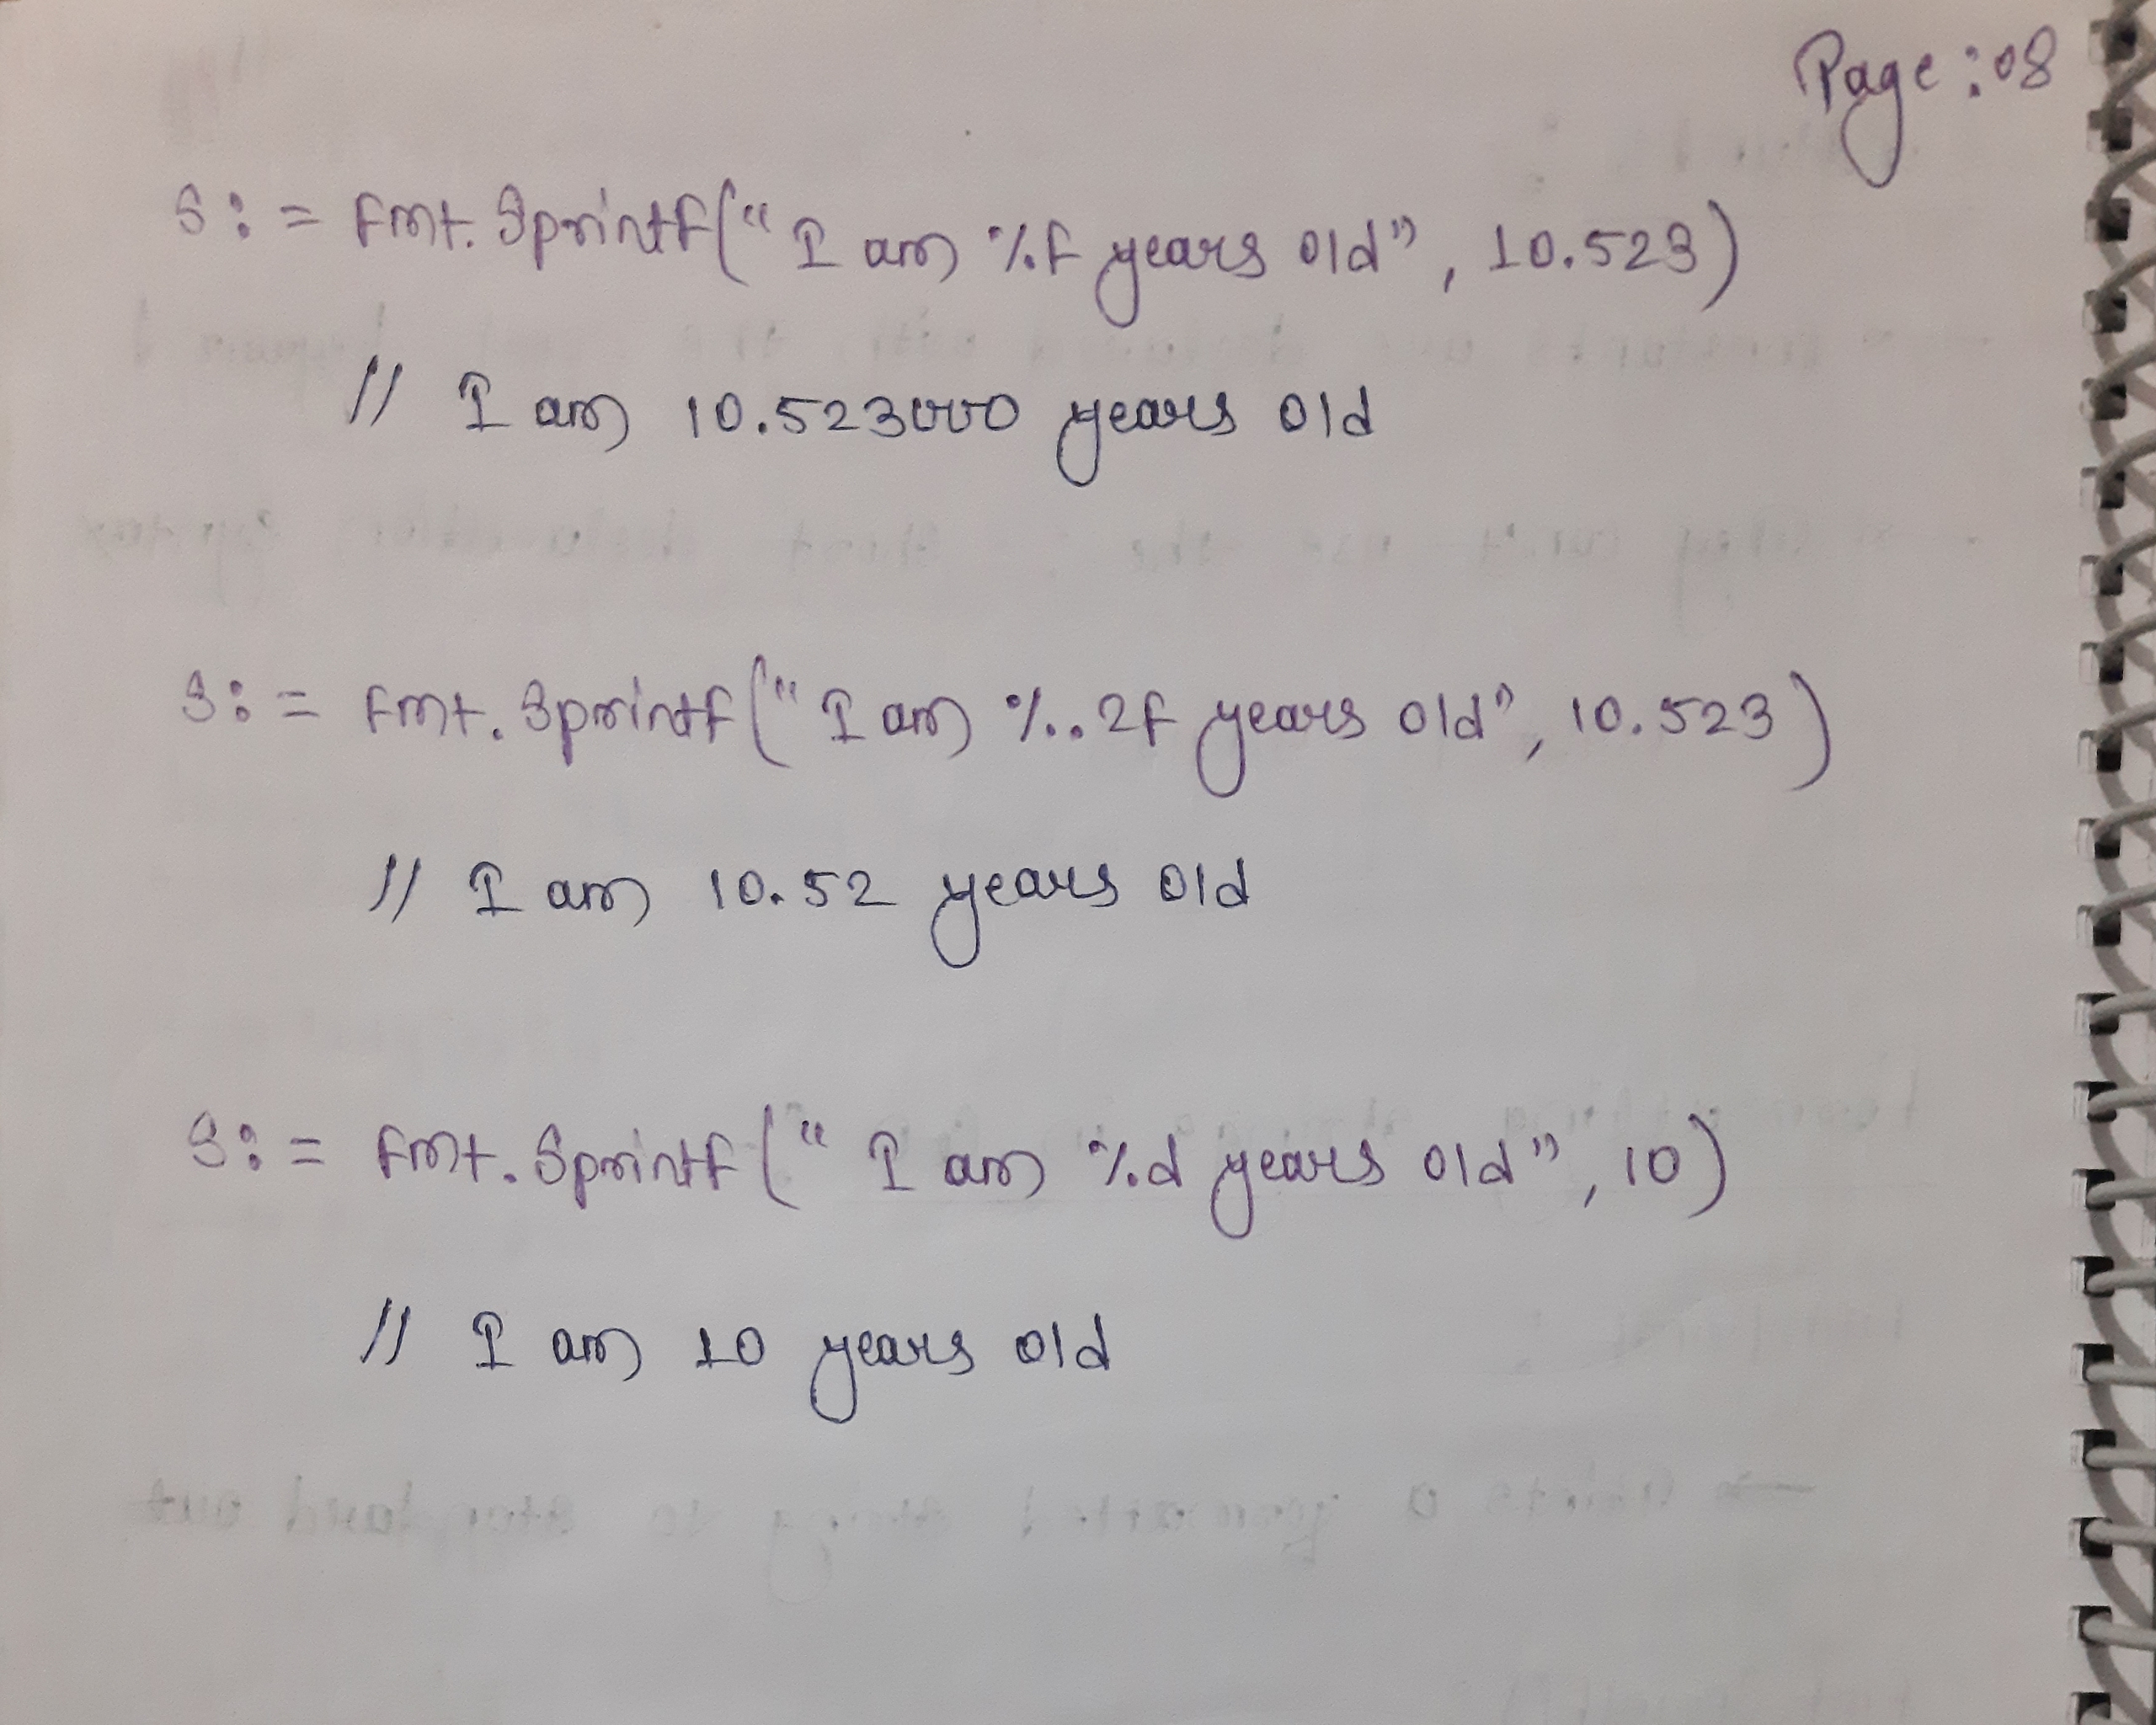 Page:08
s:= fmt.Sprintf(“I am %f years old”, 10.523)
// I am 10.523000 years old
s:= fmt.Sprintf(“I am %.2f years old”, 10.523)
// I am 10.52 years old
s:= fmt.Sprintf(“I am %d years old”, 10)
// I am 10 years old